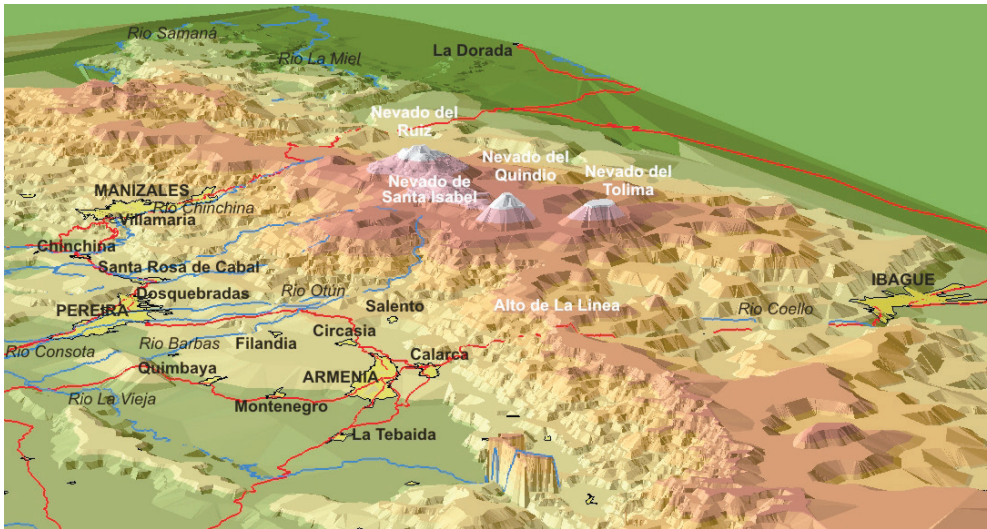 Rio Samaná
La Dorada
Rio La Miel
Nevado del
Ruiz
Nevado del
Quindio
Nevado del
Tolima
Nevado de
Santa Isabel
MANIZALES
Rio Chinchina
Villamaria
Chinchina
Santa Rosa de Cabal
IBAGUE
Dosquebradas
Rio Otún
PEREIRA
Salento
Alto de La Linea
Rio Coello
Circasia
Rio Consota
Rio Barbas
Filandia
Calarca
Quimbaya
ARMENIA
Rio La Vieja
Montenegro
La Tebaida